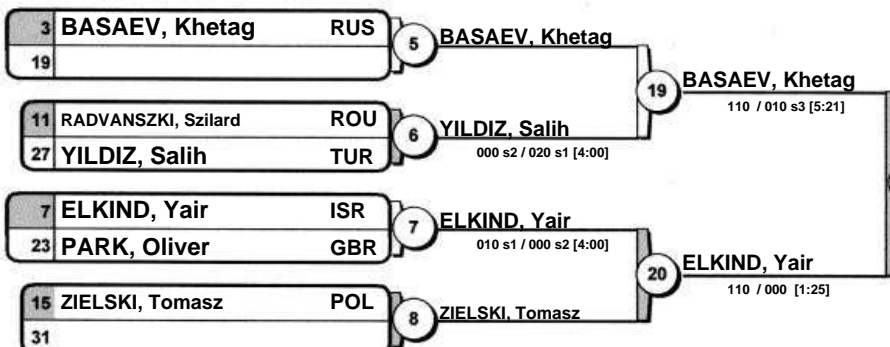 3 BASAEV, Khetag RUS
19
5
BASAEV, Khetag
11 RADVANSZKI, Szilard ROU
27 YILDIZ, Salih TUR
6
YILDIZ, Salih
000 s2 / 020 s1 [4:00]
19
BASAEV, Khetag
110 / 010 s3 [5:21]
7 ELKIND, Yair ISR
23 PARK, Oliver GBR
7
ELKIND, Yair
010 s1 / 000 s2 [4:00]
15 ZIELSKI, Tomasz POL
31
8
ZIELSKI, Tomasz
20
ELKIND, Yair
110 / 000 [1:25]